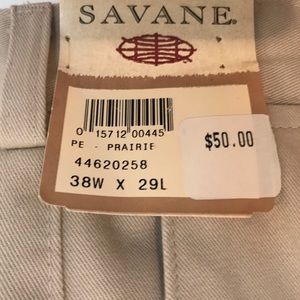 SAVANE®
0 15712 00445
PE - PRAIRIE
44620258
38W X 29L
$50.00